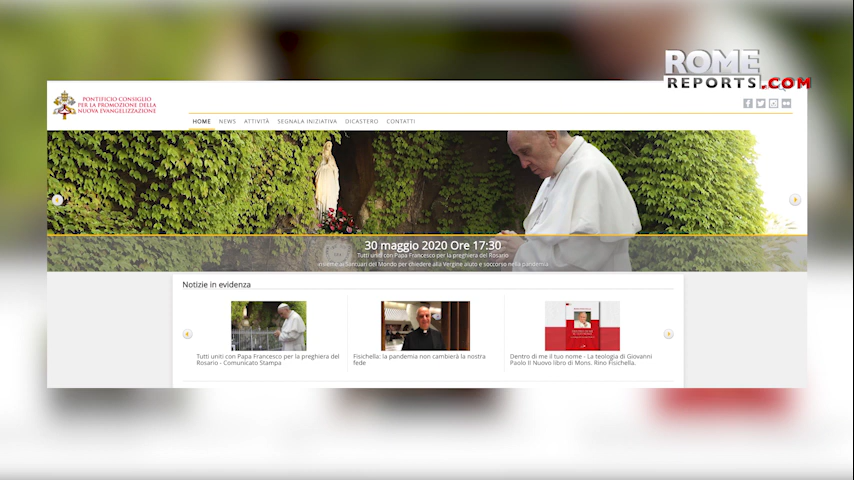 ROME
REPORTS.COM
PONTIFICIO CONSIGLIO
PER LA PROMOZIONE DELLA
NUOVA EVANGELIZZAZIONE
HOME NEWS ATTIVITÀ SEGNALA INIZIATIVA DICASTERO CONTATTI
30 maggio 2020 Ore 17:30
Tutti uniti con Papa Francesco per la preghiera del Rosario
insieme ai Santuari del Mondo per chiedere alla Vergine aiuto e soccorso nella pandemia
Notizie in evidenza
Tutti uniti con Papa Francesco per la preghiera del
Rosario - Comunicato Stampa
Fisichella: la pandemia non cambierà la nostra
fede
Dentro di me il tuo nome - La teologia di Giovanni
Paolo II Nuovo libro di Mons. Rino Fisichella.